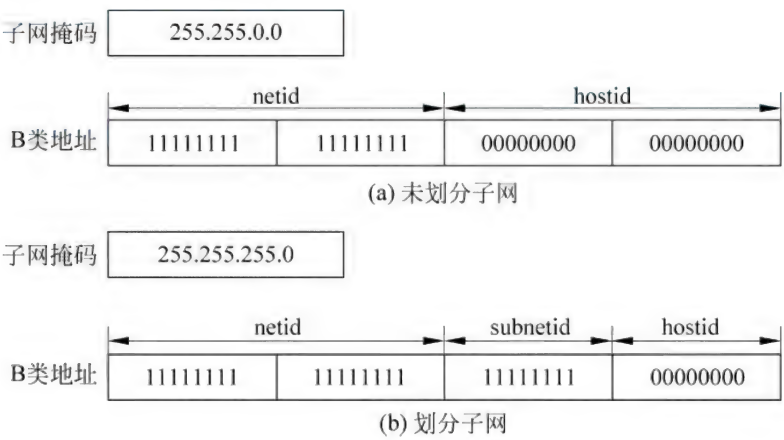 子网掩码 255.255.0.0
netid hostid
B类地址 11111111 11111111 00000000 00000000
(a) 未划分子网
子网掩码 255.255.255.0
netid subnetid hostid
B类地址 11111111 11111111 11111111 00000000
(b) 划分子网